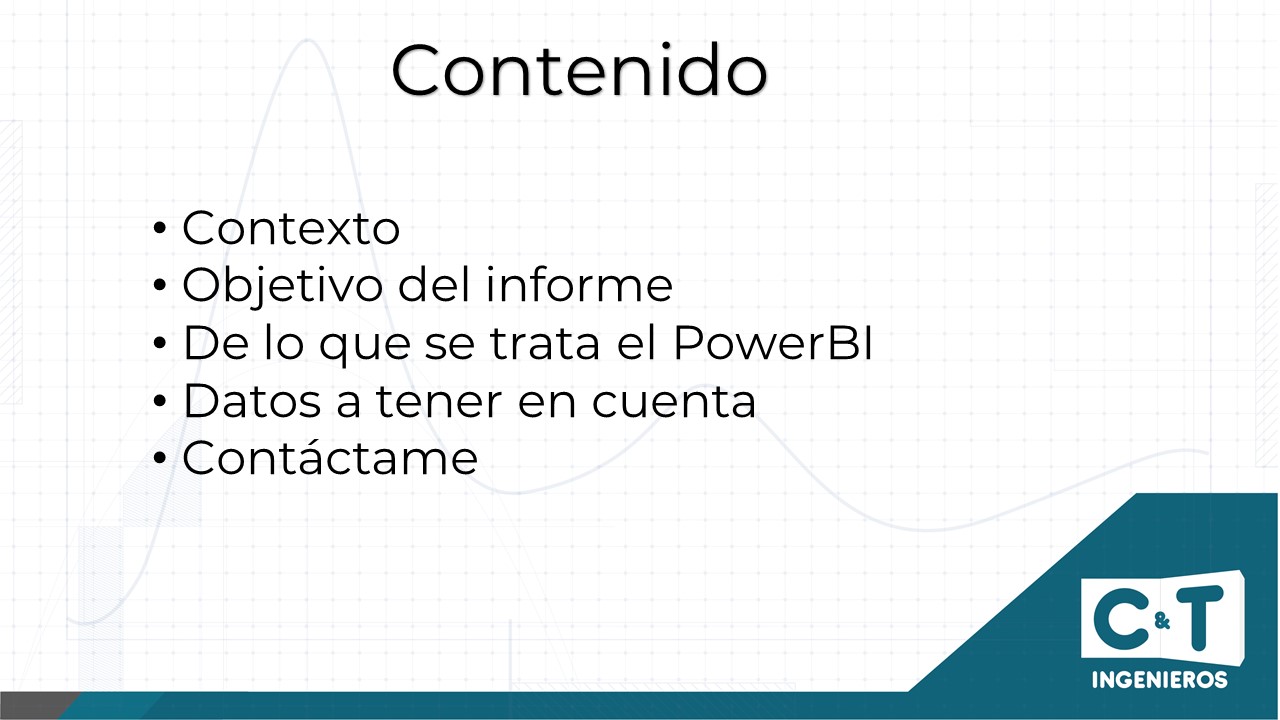 Contenido
• Contexto
• Objetivo del informe
• De lo que se trata el PowerBI
• Datos a tener en cuenta
• Contáctame
C&T
INGENIEROS